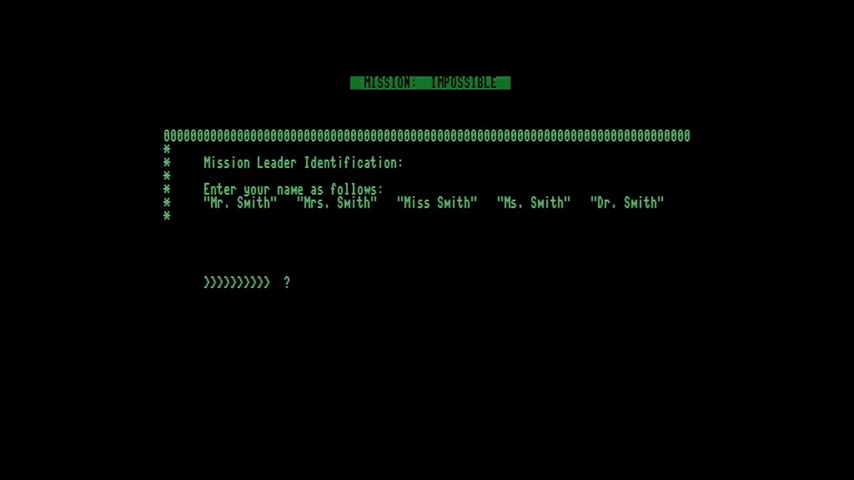 MISSION: IMPOSSIBLE
0000000000000000000000000000000000000000000000000000000000000000000000000000000
*
* Mission Leader Identification:
*
* Enter your name as follows:
* "Mr. Smith" "Mrs. Smith" "Miss Smith" "Ms. Smith" "Dr. Smith"
*
>>>>>>>>>> ?